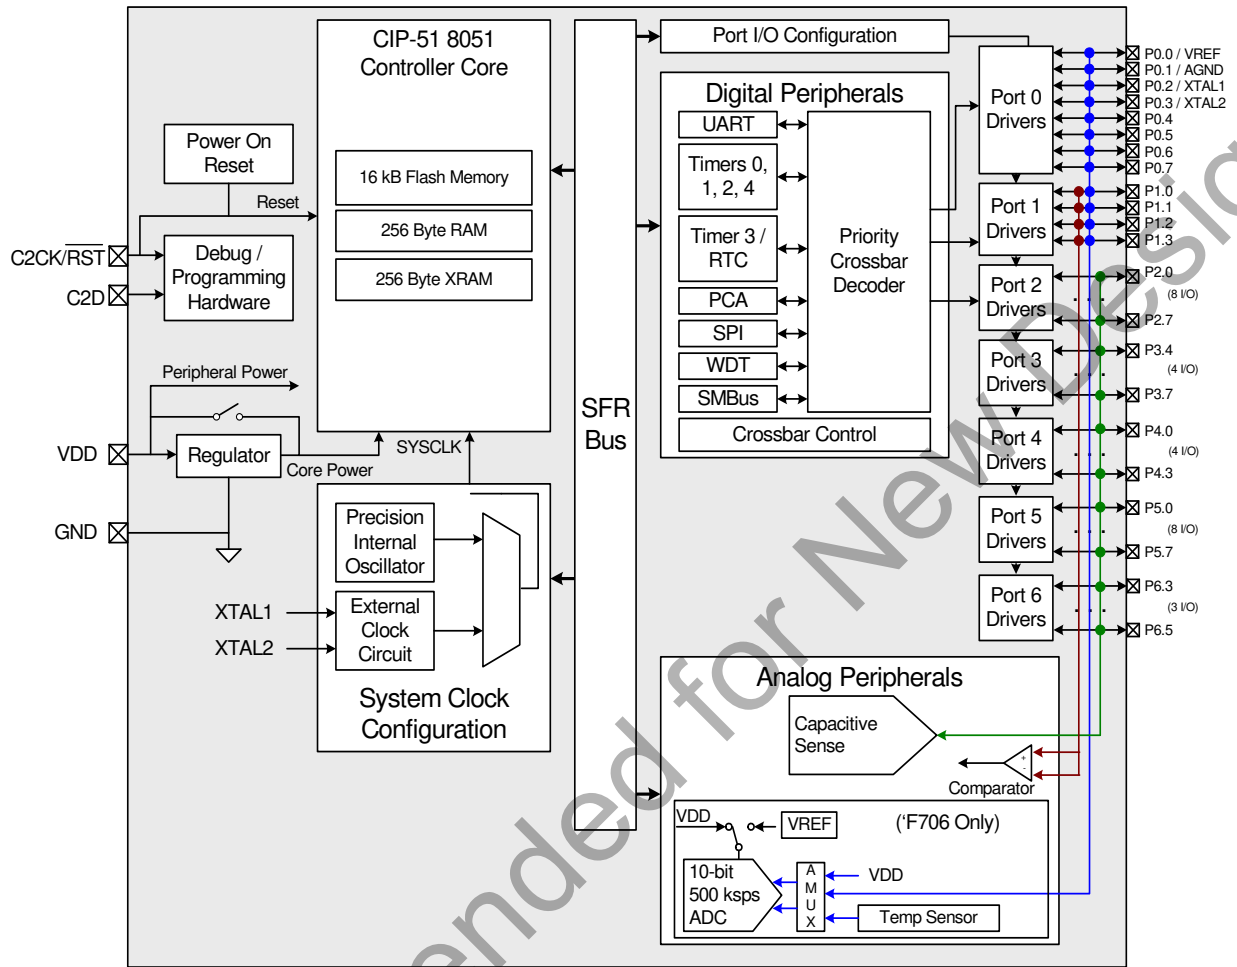 CIP-51 8051
Controller Core
16 kB Flash Memory
256 Byte RAM
256 Byte XRAM
Power On
Reset
Reset
C2CK/RST
Debug /
Programming
Hardware
C2D
Peripheral Power
VDD
Regulator
Core Power
SYSCLK
GND
Precision
Internal
Oscillator
XTAL1
XTAL2
External
Clock
Circuit
System Clock
Configuration
SFR
Bus
Port I/O Configuration
Digital Peripherals
UART
Timers 0,
1, 2, 4
Timer 3 /
RTC
PCA
SPI
WDT
SMBus
Priority
Crossbar
Decoder
Crossbar Control
Port 0
Drivers
Port 1
Drivers
Port 2
Drivers
Port 3
Drivers
Port 4
Drivers
Port 5
Drivers
Port 6
Drivers
P0.0 / VREF
P0.1 / AGND
P0.2 / XTAL1
P0.3 / XTAL2
P0.4
P0.5
P0.6
P0.7
P1.0
P1.1
P1.2
P1.3
P2.0
(8 I/O)
P2.7
P3.4
(4 I/O)
P3.7
P4.0
(4 I/O)
P4.3
P5.0
(8 I/O)
P5.7
P6.3
(3 I/O)
P6.5
Analog Peripherals
Capacitive
Sense
+
-
Comparator
VDD
VREF
('F706 Only)
10-bit
500 ksps
ADC
A
M
U
X
VDD
Temp Sensor
ended for New Desig